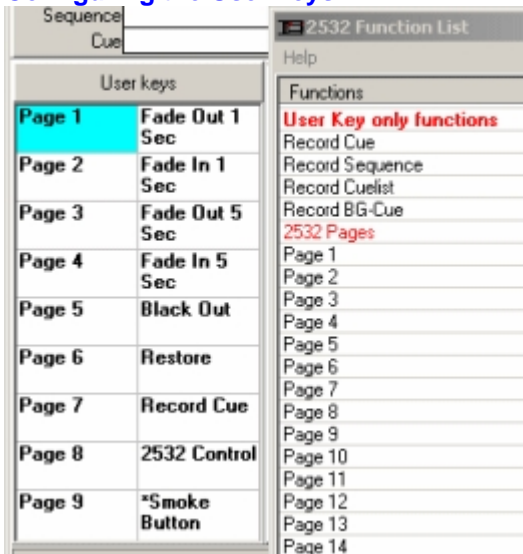 Sequence
Cue
User keys
Page 1 Fade Out 1 Sec
Page 2 Fade In 1 Sec
Page 3 Fade Out 5 Sec
Page 4 Fade In 5 Sec
Page 5 Black Out
Page 6 Restore
Page 7 Record Cue
Page 8 2532 Control
Page 9 *Smoke Button
2532 Function List
Help
Functions
User Key only functions
Record Cue
Record Sequence
Record Cuelist
Record BG-Cue
2532 Pages
Page 1
Page 2
Page 3
Page 4
Page 5
Page 6
Page 7
Page 8
Page 9
Page 10
Page 11
Page 12
Page 13
Page 14